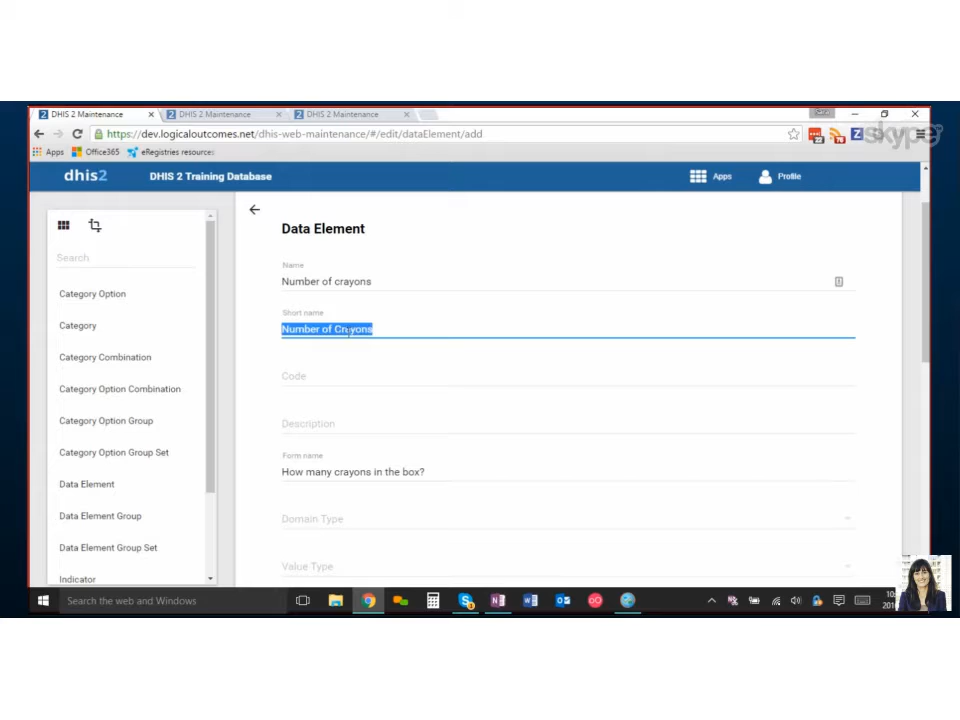 DHIS 2 Maintenance DHIS 2 Maintenance DHIS 2 Maintenance
https://dev.logicaloutcomes.net/dhis-web-maintenance/#/edit/dataElement/add
skype
Apps Office365 eRegistries resources
dhis2 DHIS 2 Training Database Apps Profile
Data Element
Search
Name
Number of crayons
Category Option
Short name
Category
Number of Crayons
Category Combination
Code
Category Option Combination
Category Option Group
Description
Category Option Group Set
Form name
How many crayons in the box?
Data Element
Data Element Group
Domain Type
Data Element Group Set
Value Type
Indicator
Search the web and Windows